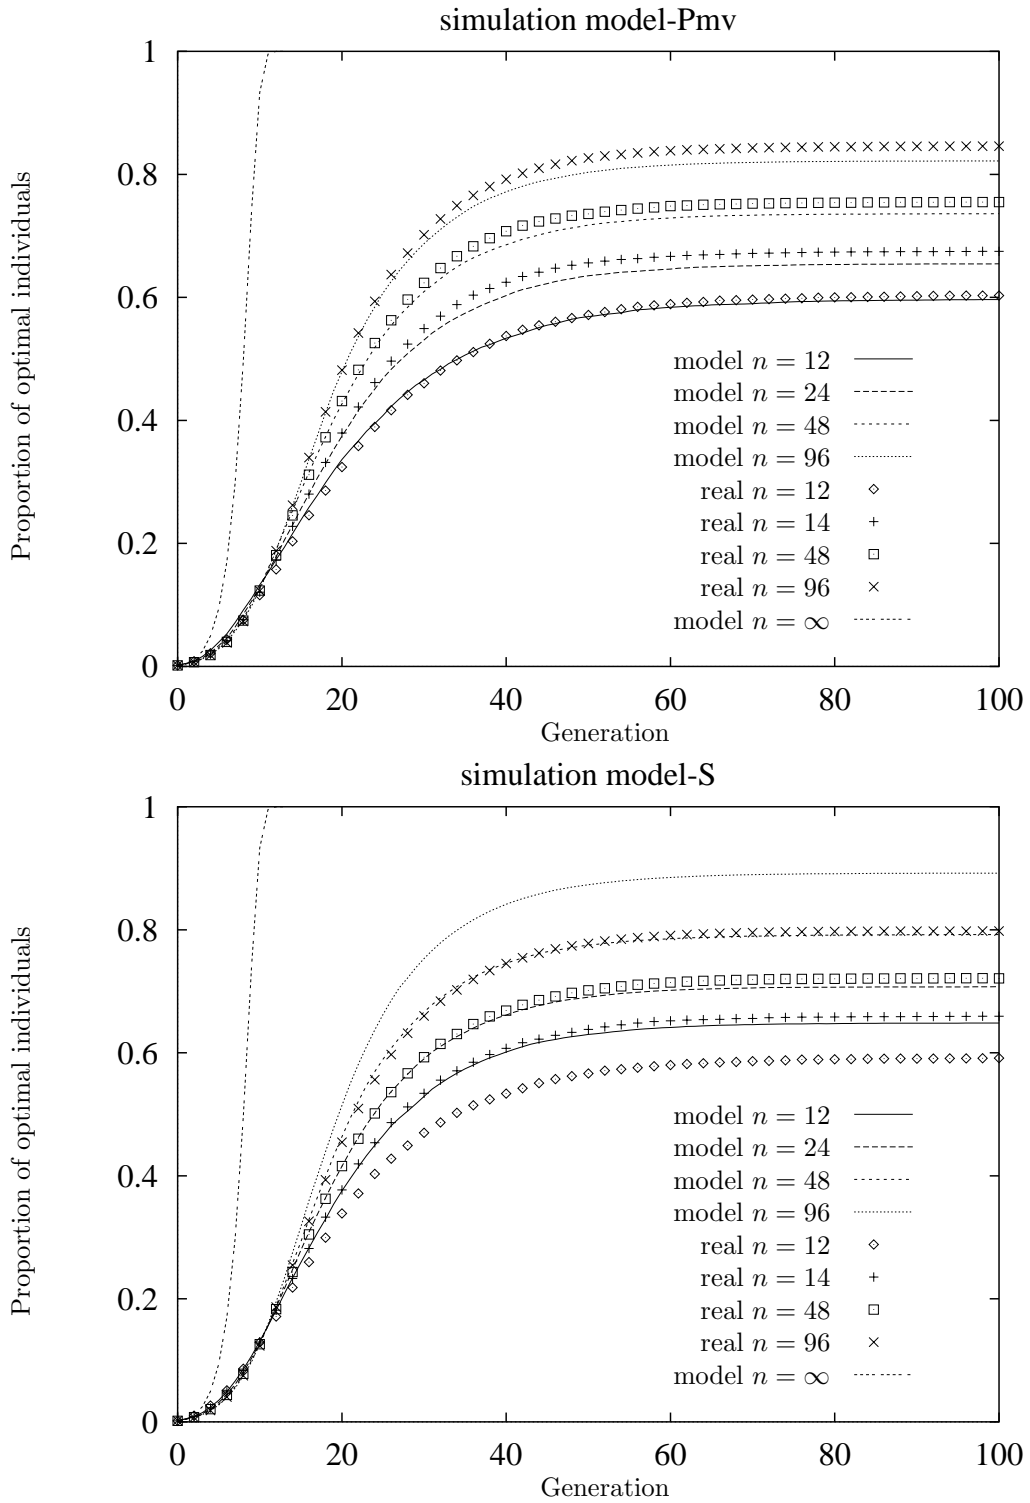 simulation model-Pmv
1
0.8
0.6
0.4
0.2
0
Proportion of optimal individuals
model n = 12
model n = 24
model n = 48
model n = 96
real n = 12
real n = 14
real n = 48
real n = 96
model n = ∞
0 20 40 60 80 100
Generation
simulation model-S
1
0.8
0.6
0.4
0.2
0
Proportion of optimal individuals
model n = 12
model n = 24
model n = 48
model n = 96
real n = 12
real n = 14
real n = 48
real n = 96
model n = ∞
0 20 40 60 80 100
Generation